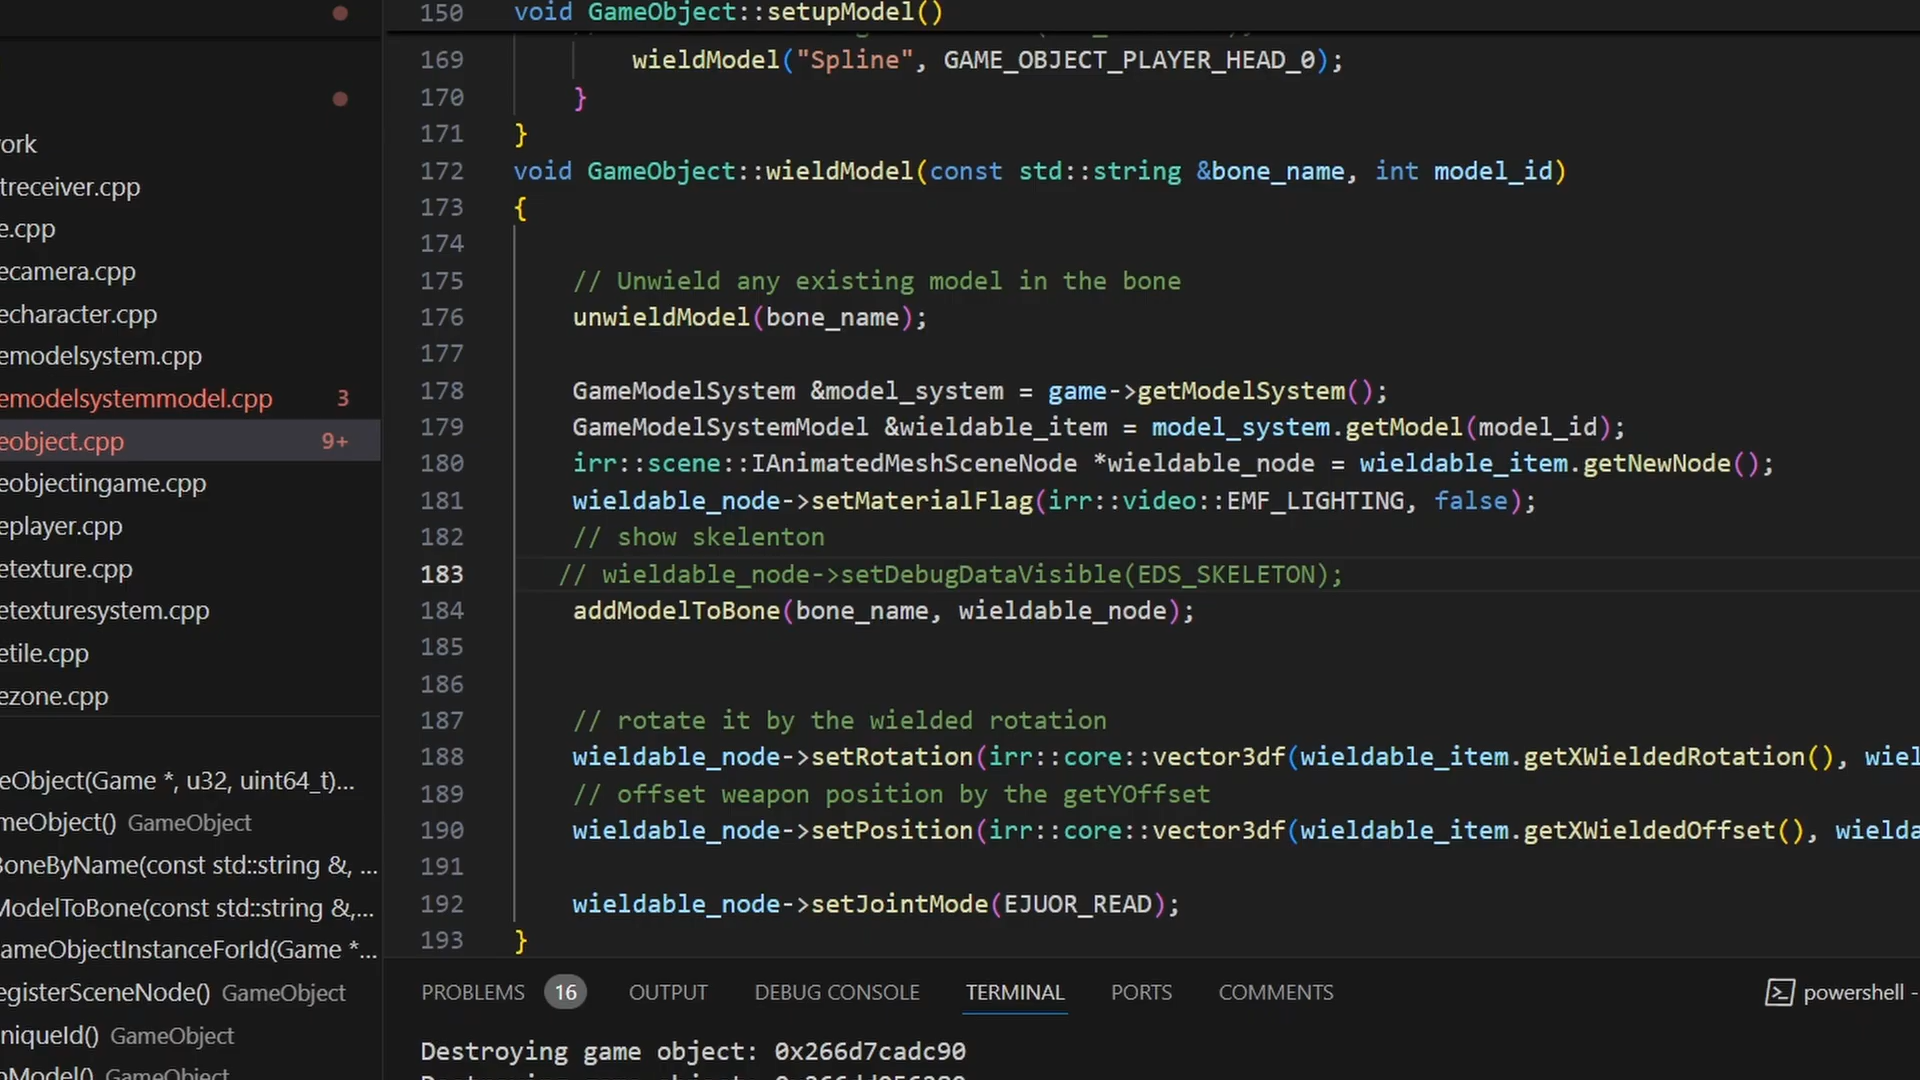 150 void GameObject::setupModel()
169 wieldModel("Spline", GAME_OBJECT_PLAYER_HEAD_0);
170 }
171 }
172 void GameObject::wieldModel(const std::string &bone_name, int model_id)
173 {
174
175 // Unwield any existing model in the bone
176 unwieldModel(bone_name);
177
178 GameModelSystem &model_system = game->getModelSystem();
179 GameModelSystemModel &wieldable_item = model_system.getModel(model_id);
180 irr::scene::IAnimatedMeshSceneNode *wieldable_node = wieldable_item.getNewNode();
181 wieldable_node->setMaterialFlag(irr::video::EMF_LIGHTING, false);
182 // show skelenton
183 // wieldable_node->setDebugDataVisible(EDS_SKELETON);
184 addModelToBone(bone_name, wieldable_node);
185
186
187 // rotate it by the wielded rotation
188 wieldable_node->setRotation(irr::core::vector3df(wieldable_item.getXWieldedRotation(), wiel
189 // offset weapon position by the getYOffset
190 wieldable_node->setPosition(irr::core::vector3df(wieldable_item.getXWieldedOffset(), wielda
191
192 wieldable_node->setJointMode(EJUOR_READ);
193 }
ork
treceiver.cpp
e.cpp
ecamera.cpp
echaracter.cpp
emodelsystem.cpp
emodelsystemmodel.cpp 3
eobject.cpp 9+
eobjectingame.cpp
eplayer.cpp
etexture.cpp
etexturesystem.cpp
etile.cpp
ezone.cpp
eObject(Game *, u32, uint64_t)...
meObject() GameObject
BoneByName(const std::string &, ...
ModelToBone(const std::string &,...
ameObjectInstanceForId(Game *...
egisterSceneNode() GameObject
niqueId() GameObject
pModel() GameObject
PROBLEMS 16 OUTPUT DEBUG CONSOLE TERMINAL PORTS COMMENTS powershell -
Destroying game object: 0x266d7cadc90